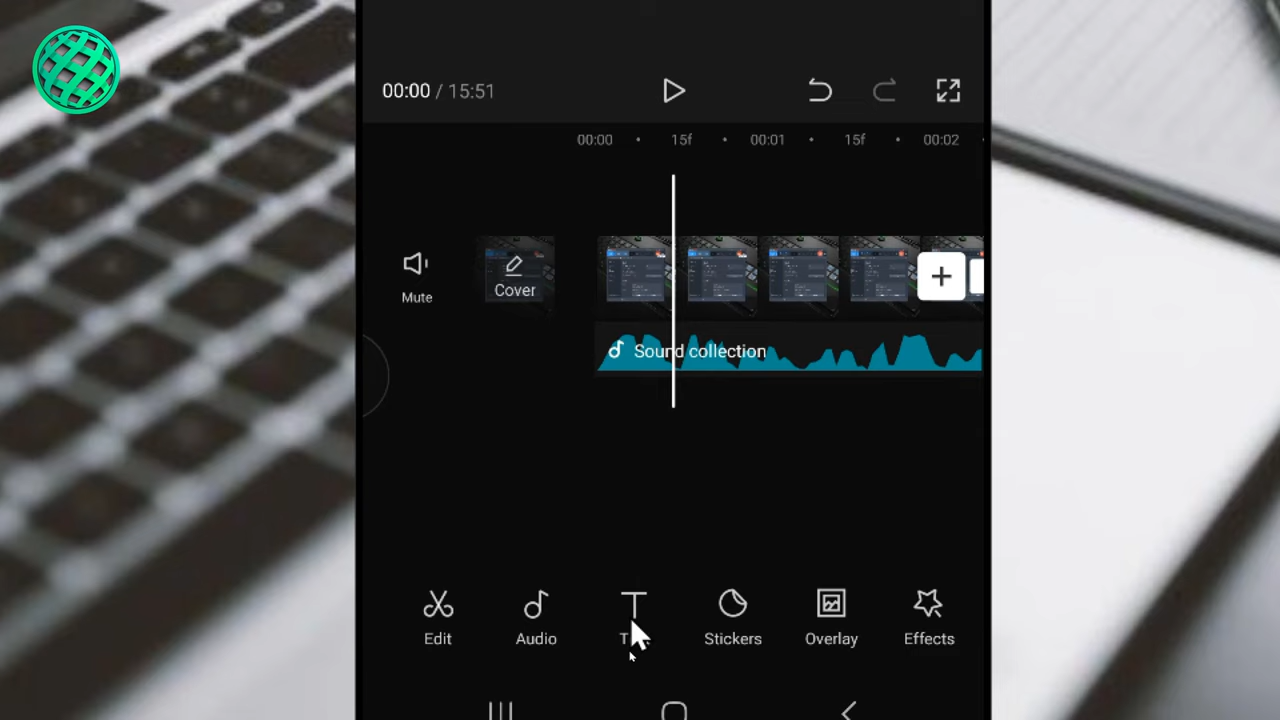 00:00 / 15:51
00:00 15f 00:01 15f 00:02
Mute
Cover
Sound collection
Edit
Audio
Stickers
Overlay
Effects